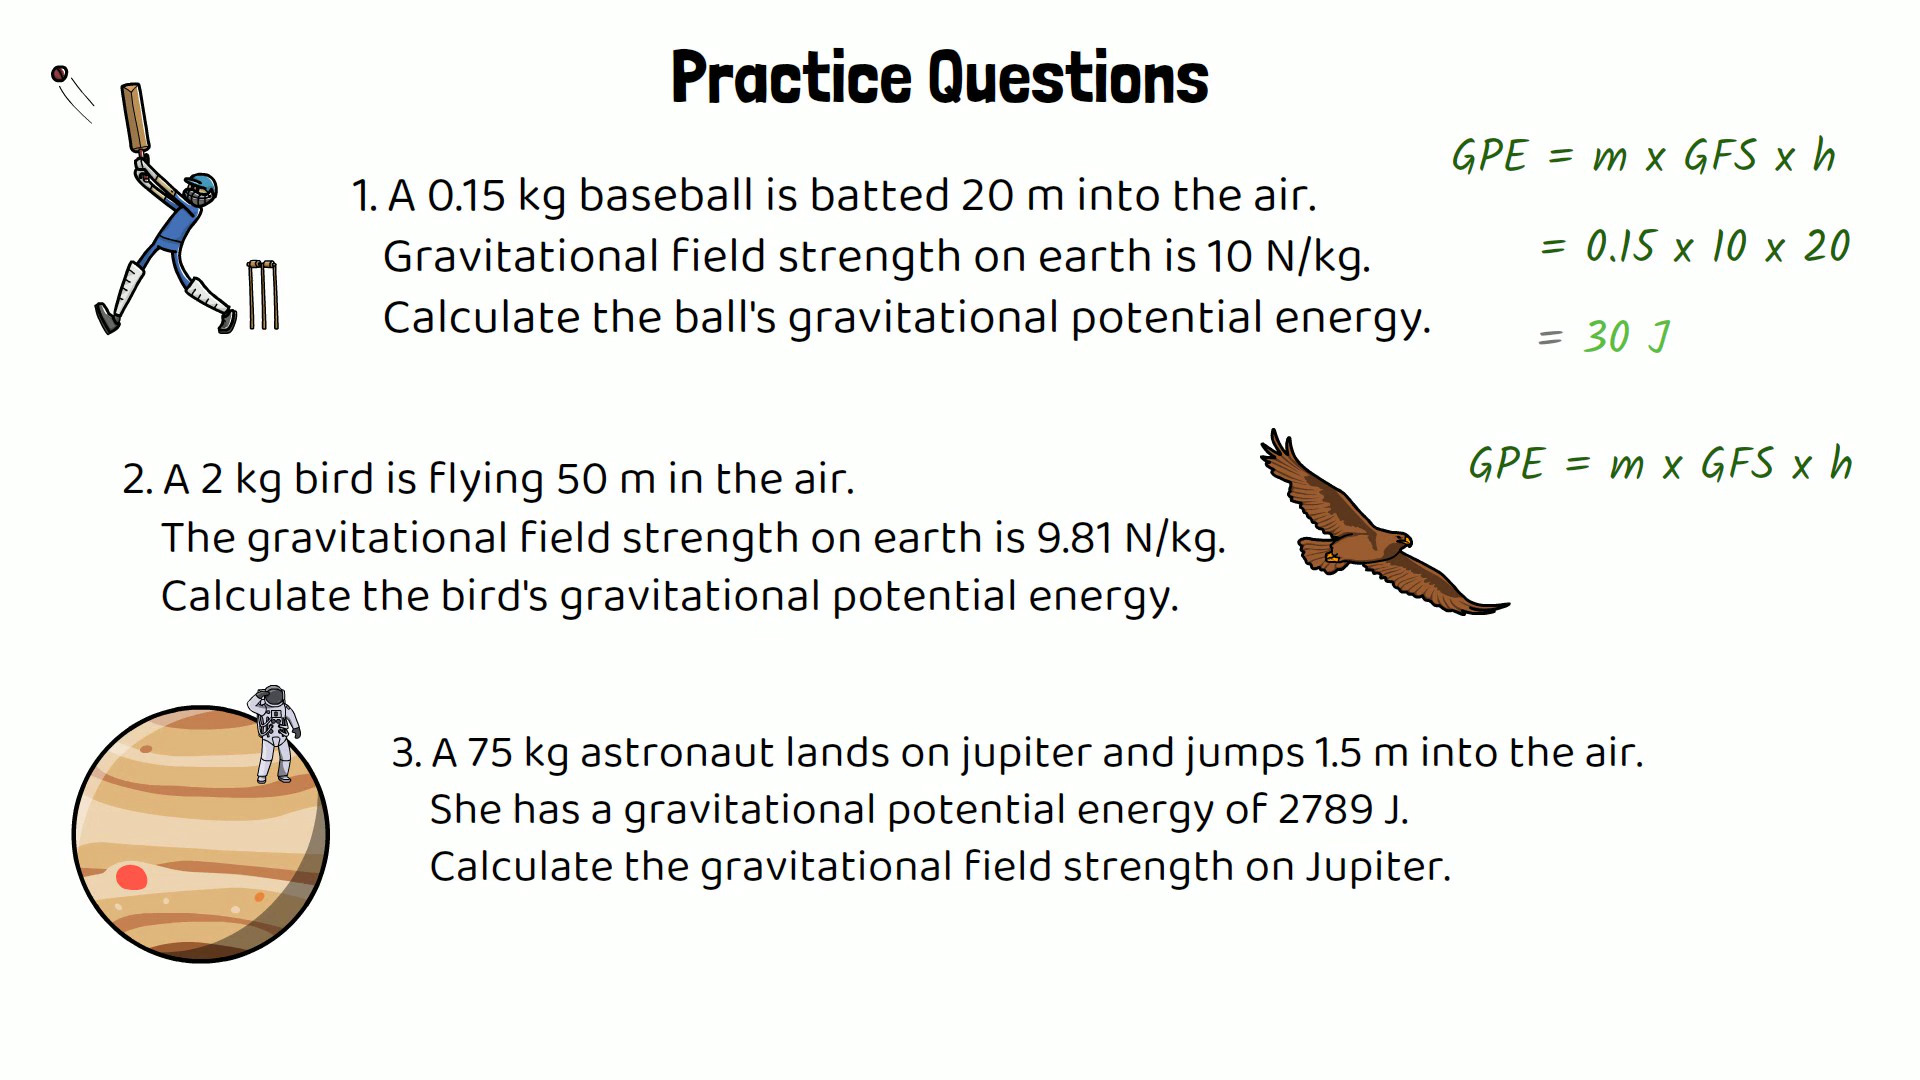 Practice Questions
1. A 0.15 kg baseball is batted 20 m into the air.
Gravitational field strength on earth is 10 N/kg.
Calculate the ball's gravitational potential energy.
GPE = m x GFS x h
= 0.15 x 10 x 20
= 30 J
2. A 2 kg bird is flying 50 m in the air.
The gravitational field strength on earth is 9.81 N/kg.
Calculate the bird's gravitational potential energy.
GPE = m x GFS x h
3. A 75 kg astronaut lands on jupiter and jumps 1.5 m into the air.
She has a gravitational potential energy of 2789 J.
Calculate the gravitational field strength on Jupiter.